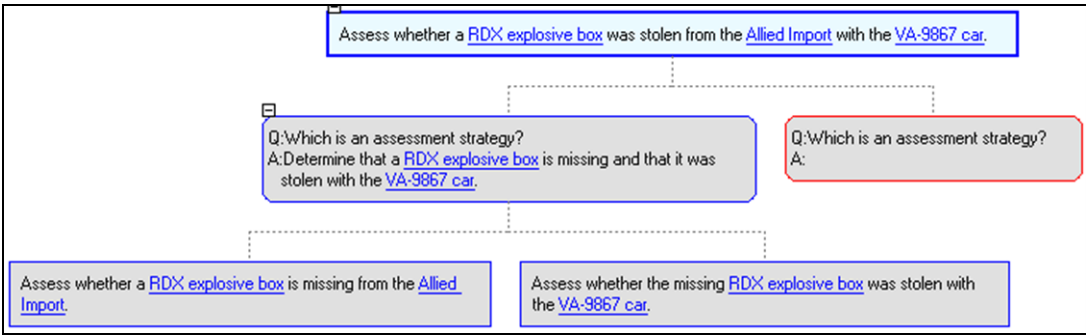 Assess whether a RDX explosive box was stolen from the Allied Import with the VA-9867 car.
Q:Which is an assessment strategy?
A:Determine that a RDX explosive box is missing and that it was
stolen with the VA-9867 car.
Q:Which is an assessment strategy?
A:
Assess whether a RDX explosive box is missing from the Allied
Import.
Assess whether the missing RDX explosive box was stolen with
the VA-9867 car.